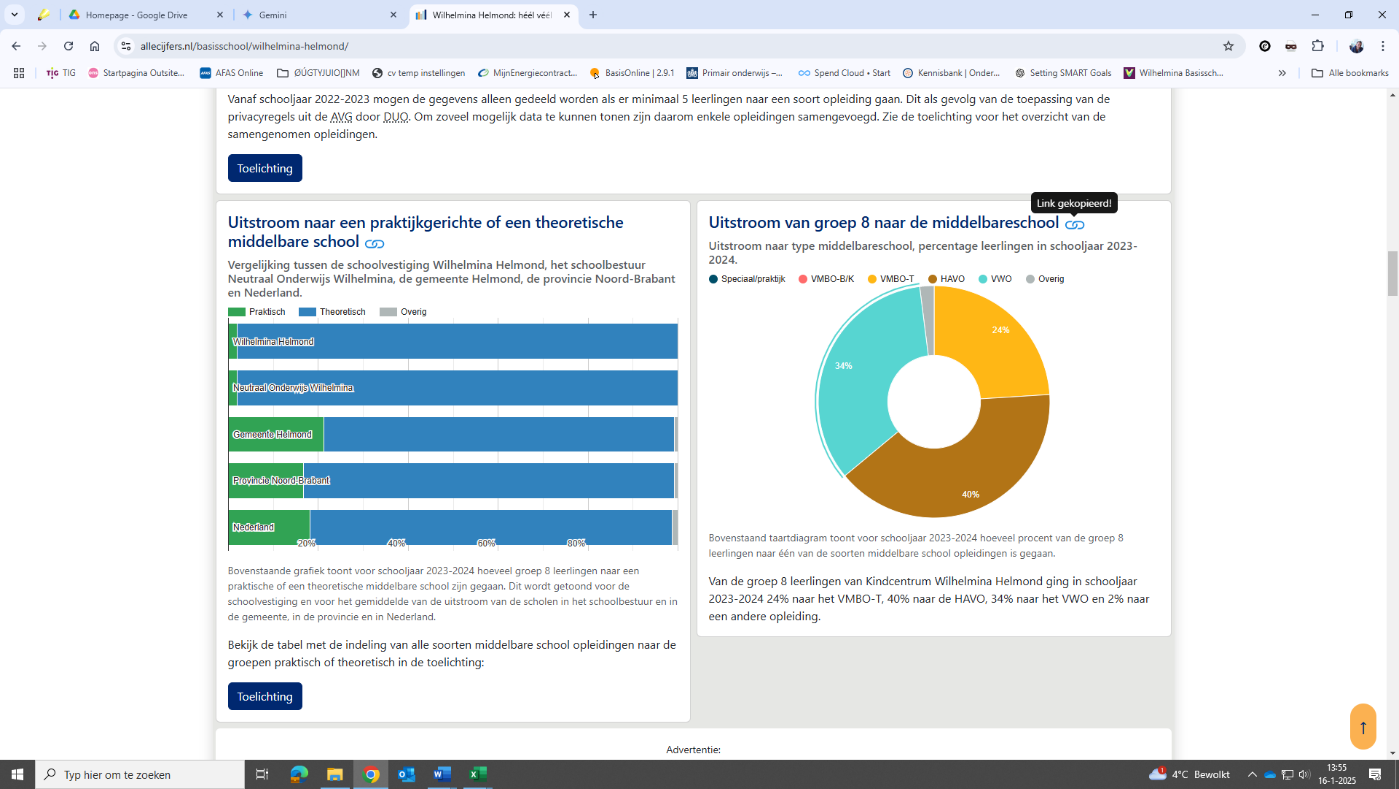 Homepage - Google Drive
Gemini
Wilhelmina Helmond: héél véél
allecijfers.nl/basisschool/wilhelmina-helmond/
TIG
Startpagina Outsite...
AFAS Online
cv temp instellingen
MijnEnergiecontract...
BasisOnline | 2.9.1
Primair onderwijs –...
Spend Cloud • Start
Kennisbank | Onder...
Setting SMART Goals
Wilhelmina Basissch...
Alle bookmarks
Vanaf schooljaar 2022-2023 mogen de gegevens alleen gedeeld worden als er minimaal 5 leerlingen naar een soort opleiding gaan. Dit als gevolg van de toepassing van de
privacyregels uit de AVG door DUO. Om zoveel mogelijk data te kunnen tonen zijn daarom enkele opleidingen samengevoegd. Zie de toelichting voor het overzicht van de
samengenomen opleidingen.
Toelichting
Uitstroom naar een praktijkgerichte of een theoretische
middelbare school
Vergelijking tussen de schoolvestiging Wilhelmina Helmond, het schoolbestuur
Neutraal Onderwijs Wilhelmina, de gemeente Helmond, de provincie Noord-Brabant
en Nederland.
Praktisch
Theoretisch
Overig
Wilhelmina Helmond
Neutraal Onderwijs Wilhelmina
Gemeente Helmond
Provincie Noord-Brabant
Nederland
20%
40%
60%
80%
Bovenstaande grafiek toont voor schooljaar 2023-2024 hoeveel groep 8 leerlingen naar een
praktische of een theoretische middelbare school zijn gegaan. Dit wordt getoond voor de
schoolvestiging en voor het gemiddelde van de uitstroom van de scholen in het schoolbestuur en in
de gemeente, in de provincie en in Nederland.
Bekijk de tabel met de indeling van alle soorten middelbare school opleidingen naar de
groepen praktisch of theoretisch in de toelichting:
Toelichting
Link gekopieerd!
Uitstroom van groep 8 naar de middelbareschool
Uitstroom naar type middelbareschool, percentage leerlingen in schooljaar 2023-
2024.
Speciaal/praktijk
VMBO-B/K
VMBO-T
HAVO
VWO
Overig
24%
34%
40%
Bovenstaand taartdiagram toont voor schooljaar 2023-2024 hoeveel procent van de groep 8
leerlingen naar één van de soorten middelbare school opleidingen is gegaan.
Van de groep 8 leerlingen van Kindcentrum Wilhelmina Helmond ging in schooljaar
2023-2024 24% naar het VMBO-T, 40% naar de HAVO, 34% naar het VWO en 2% naar
een andere opleiding.
Advertentie:
Typ hier om te zoeken
4°C Bewolkt
13:55
16-1-2025